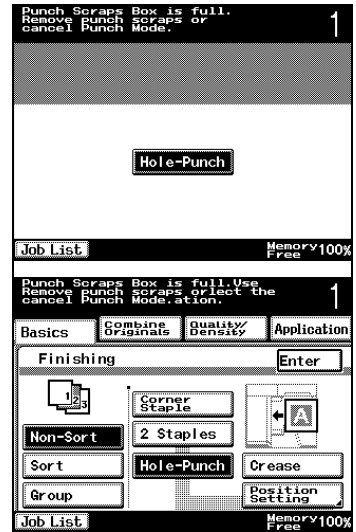 Punch Scraps Box is full.
Remove punch scraps or
cancel Punch Mode.
1
Hole-Punch
Job List
Memory
Free 100%
Punch Scraps Box is full.Use
Remove punch scraps orlect the
cancel Punch Mode.ation.
1
Basics
Combine
Originals
Quality/
Density
Application
Finishing
Enter
1 2 3
Corner
Staple
A
Non-Sort
2 Staples
Sort
Hole-Punch
Crease
Group
Position
Setting
Job List
Memory
Free 100%